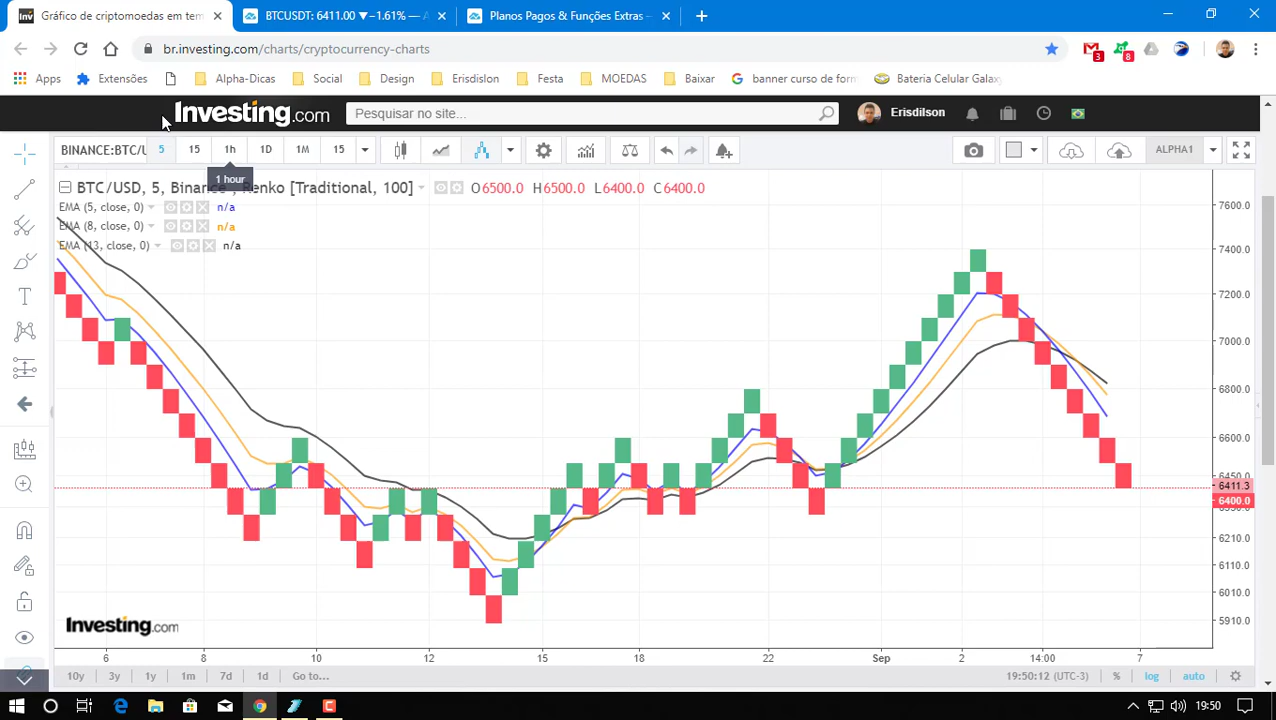 Gráfico de criptomoedas em tem
BTCUSDT: 6411.00 ▼−1.61% — A
Planos Pagos & Funções Extras –
br.investing.com/charts/cryptocurrency-charts
3
8
Apps
Extensões
Alpha-Dicas
Social
Design
Erisdilson
Festa
MOEDAS
Baixar
banner curso de form
Bateria Celular Galax
Investing.com
Pesquisar no site...
Erisdilson
BINANCE:BTC/U
5
15
1h
1D
1M
15
ALPHA1
1 hour
BTC/USD, 5, Binance, Renko [Traditional, 100]
O6500.0 H6500.0 L6400.0 C6400.0
EMA (5, close, 0)
n/a
EMA (8, close, 0)
n/a
EMA (13, close, 0)
n/a
7600.0
7400.0
7200.0
7000.0
6800.0
6600.0
6450.0
6411.3
6400.0
6210.0
6110.0
6010.0
5910.0
Investing.com
6
8
10
12
15
18
22
Sep
2
14:00
7
10y
3y
1y
1m
7d
1d
Go to...
19:50:12 (UTC-3)
%
log
auto
19:50